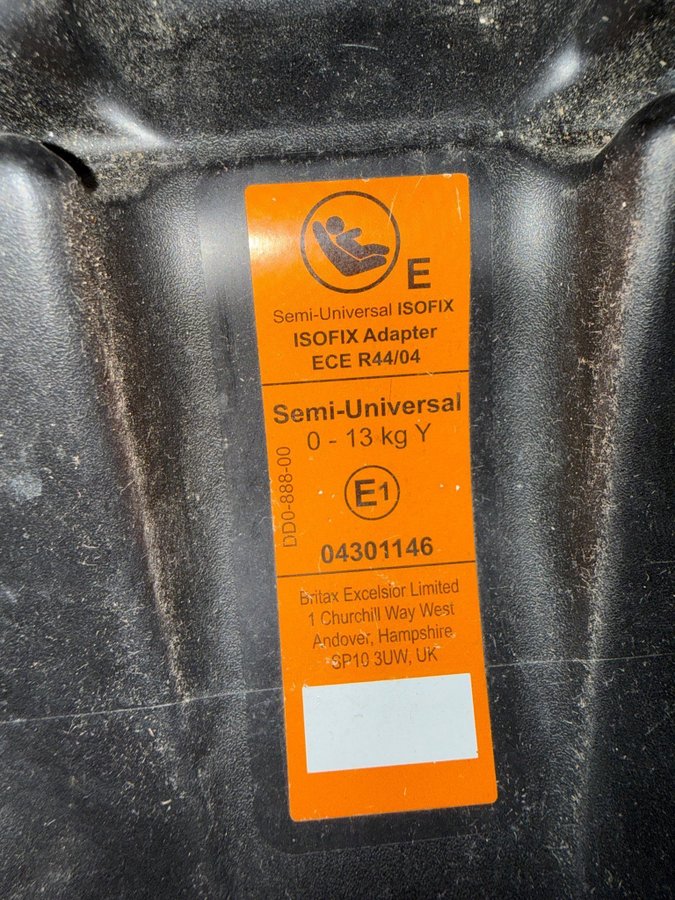 E
Semi-Universal ISOFIX
ISOFIX Adapter
ECE R44/04
Semi-Universal
0 - 13 kg Y
DD0-888-00
E1
04301146
Britax Excelsior Limited
1 Churchill Way West
Andover, Hampshire
SP10 3UW, UK